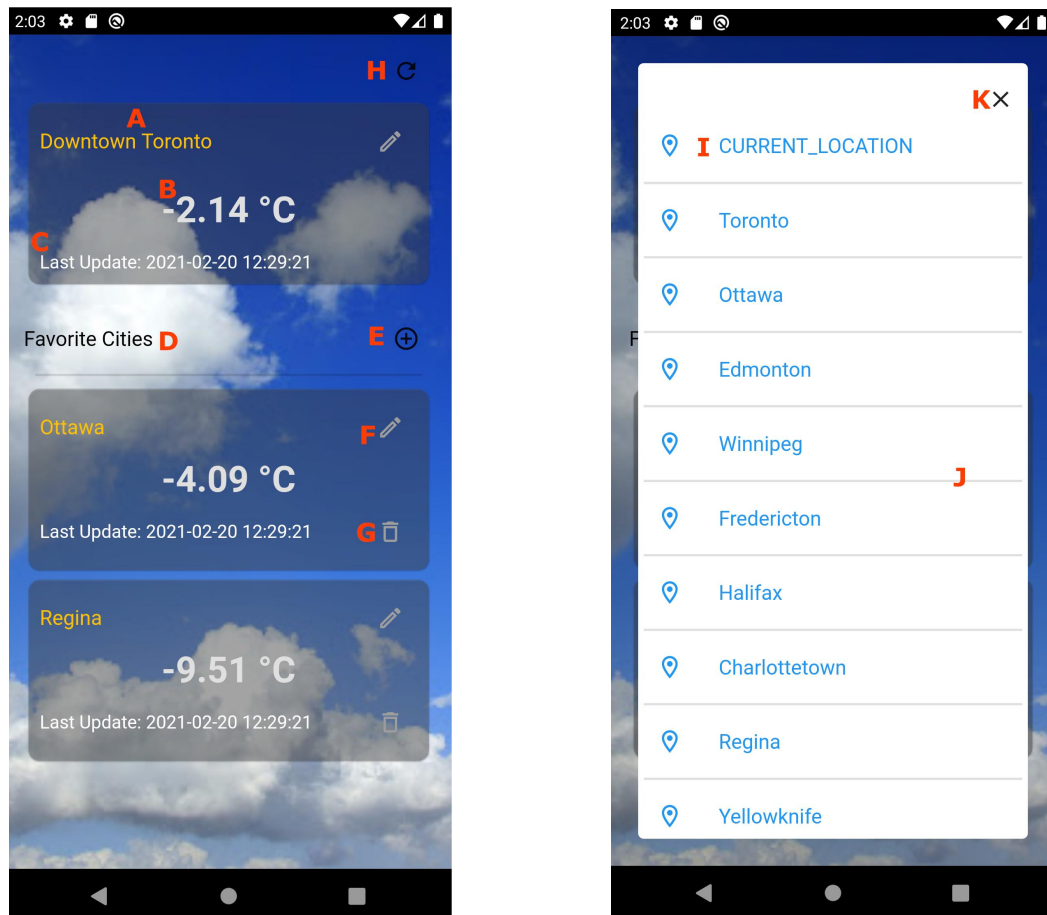 2:03
H
A
Downtown Toronto
B
-2.14 °C
C
Last Update: 2021-02-20 12:29:21
Favorite Cities D
E
Ottawa
F
-4.09 °C
Last Update: 2021-02-20 12:29:21
G
Regina
-9.51 °C
Last Update: 2021-02-20 12:29:21
2:03
K
I CURRENT_LOCATION
Toronto
Ottawa
F
Edmonton
Winnipeg
J
Fredericton
Halifax
Charlottetown
Regina
Yellowknife